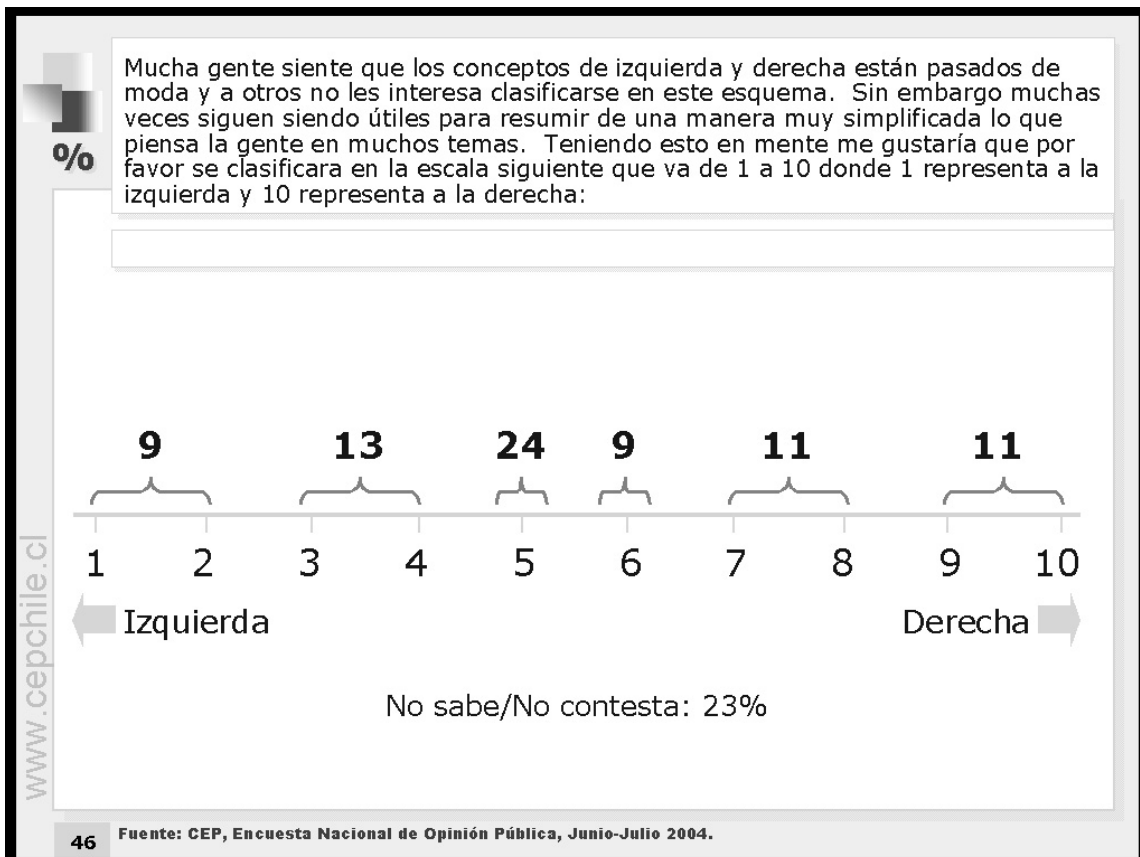 Mucha gente siente que los conceptos de izquierda y derecha están pasados de
moda y a otros no les interesa clasificarse en este esquema. Sin embargo muchas
veces siguen siendo útiles para resumir de una manera muy simplificada lo que
piensa la gente en muchos temas. Teniendo esto en mente me gustaría que por
favor se clasificara en la escala siguiente que va de 1 a 10 donde 1 representa a la
izquierda y 10 representa a la derecha:
%
9 13 24 9 11 11
1 2 3 4 5 6 7 8 9 10
Izquierda Derecha
No sabe/No contesta: 23%
www.cepchile.cl
46 Fuente: CEP, Encuesta Nacional de Opinión Pública, Junio-Julio 2004.